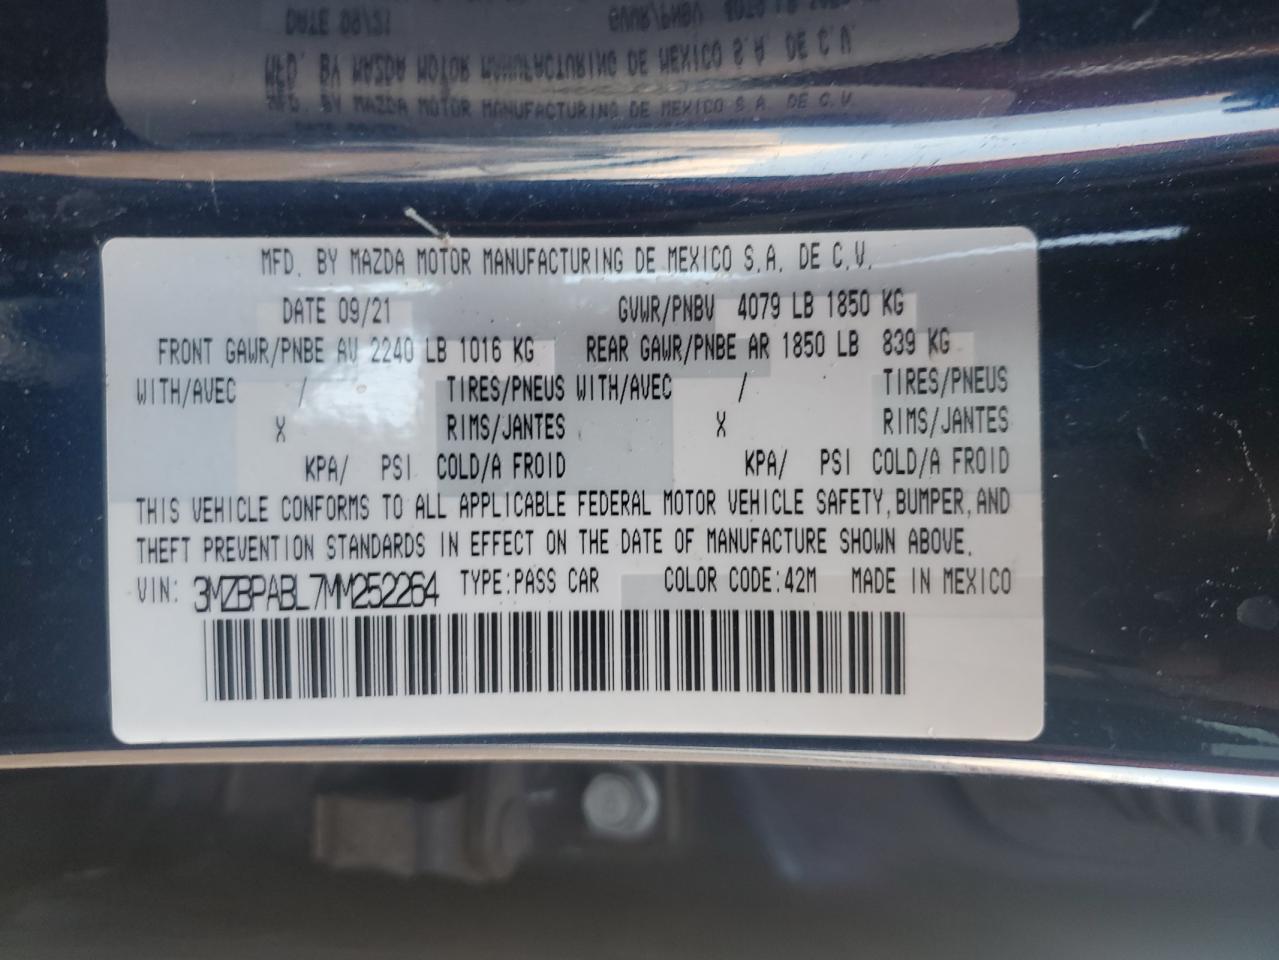 MFD. BY MAZDA MOTOR MANUFACTURING DE MEXICO S.A. DE C.V.
DATE 09/21 GVWR/PNBV 4079 LB 1850 KG
FRONT GAWR/PNBE AV 2240 LB 1016 KG REAR GAWR/PNBE AR 1850 LB 839 KG
WITH/AVEC / TIRES/PNEUS WITH/AVEC / TIRES/PNEUS
X RIMS/JANTES X RIMS/JANTES
KPA/ PSI COLD/A FROID KPA/ PSI COLD/A FROID
THIS VEHICLE CONFORMS TO ALL APPLICABLE FEDERAL MOTOR VEHICLE SAFETY, BUMPER, AND
THEFT PREVENTION STANDARDS IN EFFECT ON THE DATE OF MANUFACTURE SHOWN ABOVE.
VIN: 3MZBPABL7MM252264 TYPE:PASS CAR COLOR CODE:42M MADE IN MEXICO